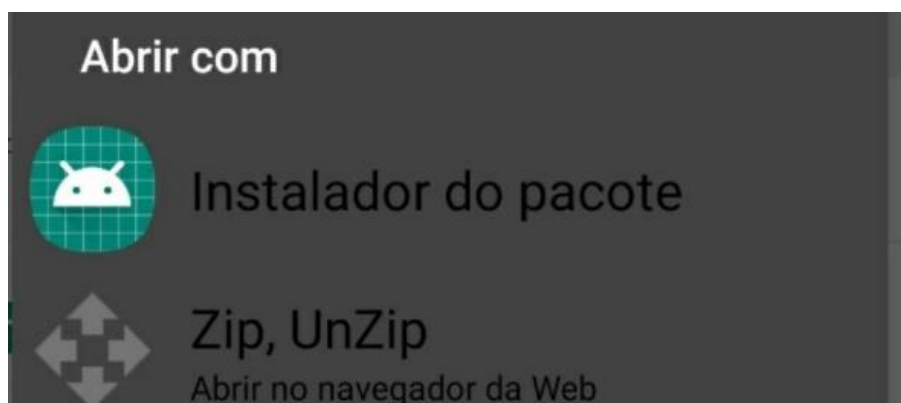 Abrir com
Instalador do pacote
Zip, UnZip
Abrir no navegador da Web